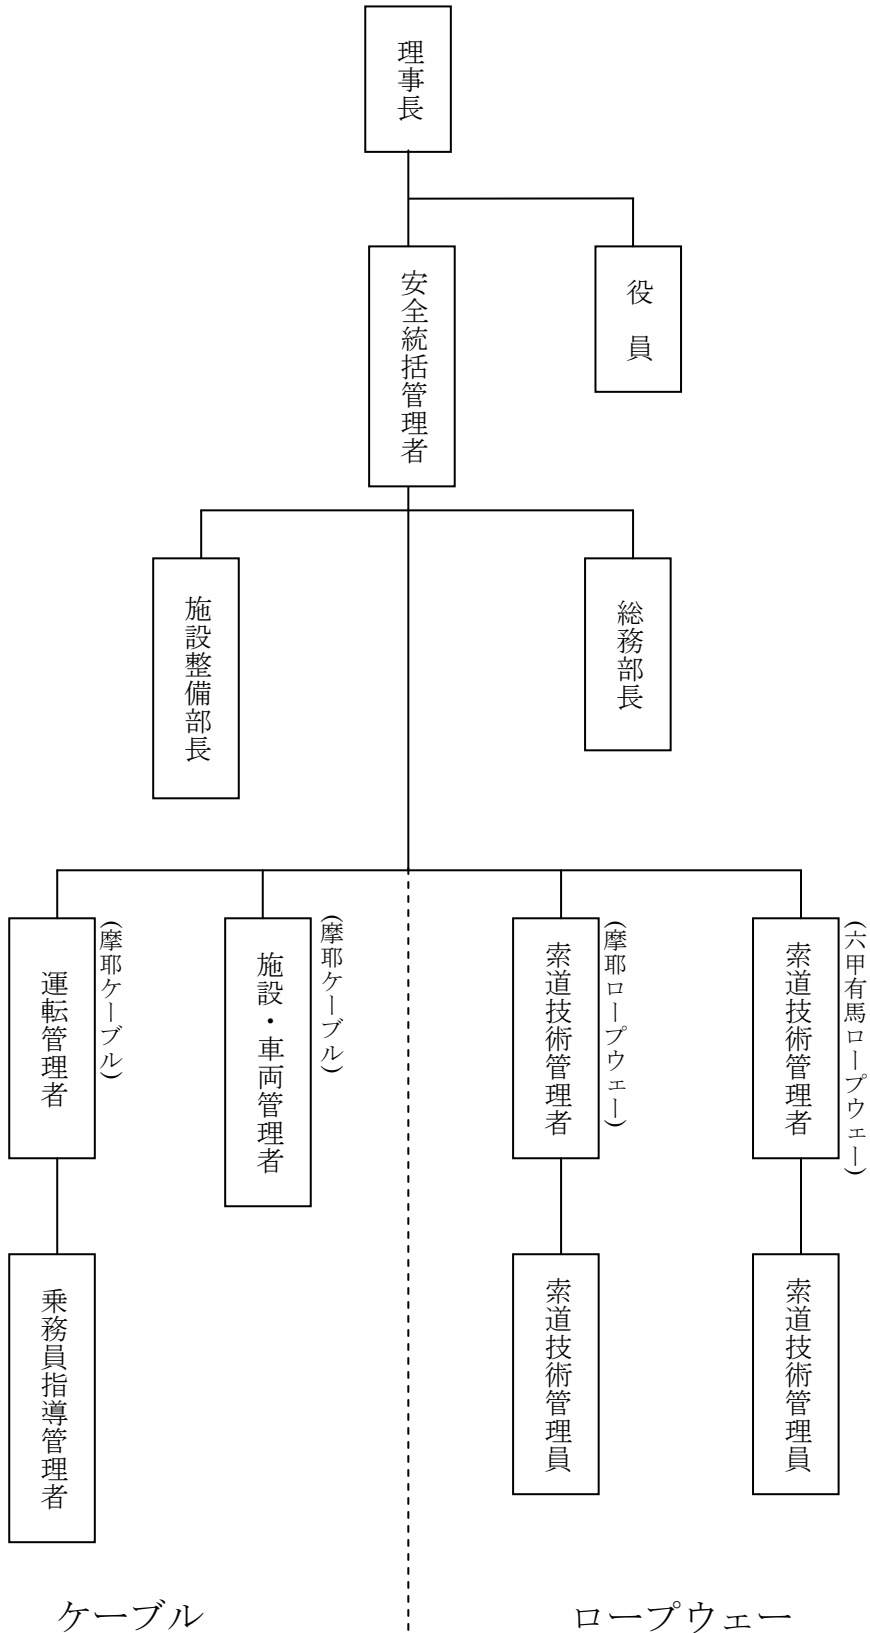 理事長
役 員
安全統括管理者
総務部長
施設整備部長
(六甲有馬ロープウェー)
索道技術管理者
(摩耶ロープウェー)
索道技術管理者
(摩耶ケーブル)
施設・車両管理者
(摩耶ケーブル)
運転管理者
索道技術管理員
索道技術管理員
乗務員指導管理者
ケーブル
ロープウェー